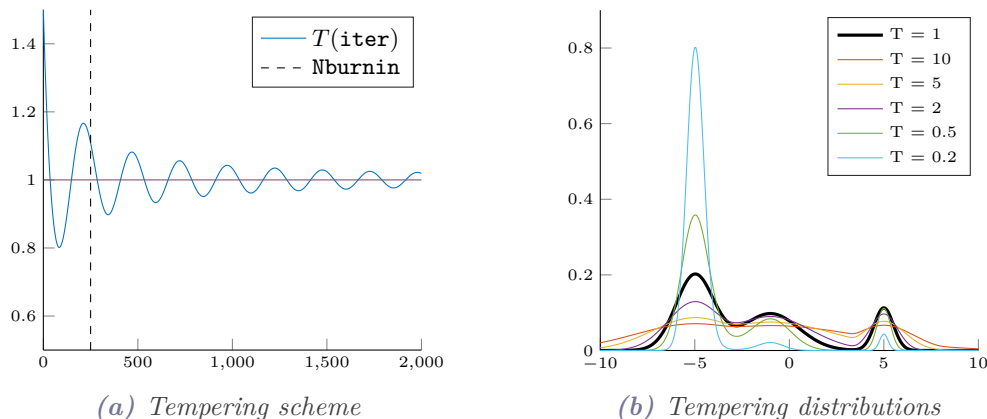 1.4
1.2
1
0.8
0.6
0
500
1,000
1,500
2,000
T(iter)
Nburnin
(a) Tempering scheme
0.8
0.6
0.4
0.2
0
−10
−5
0
5
10
T = 1
T = 10
T = 5
T = 2
T = 0.5
T = 0.2
(b) Tempering distributions